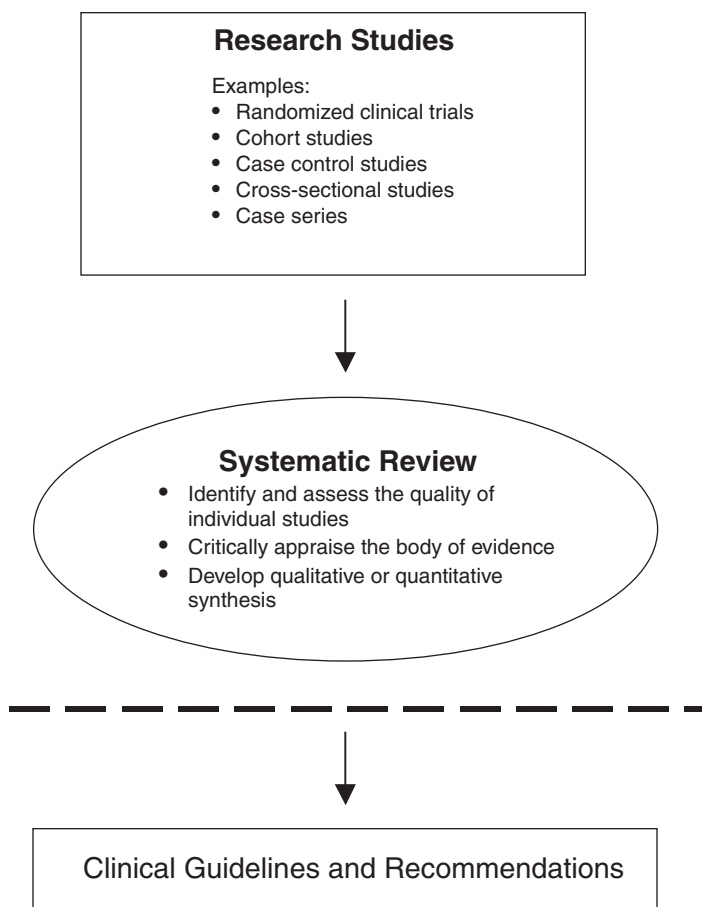 Research Studies
Examples:
• Randomized clinical trials
• Cohort studies
• Case control studies
• Cross-sectional studies
• Case series
Systematic Review
• Identify and assess the quality of
individual studies
• Critically appraise the body of evidence
• Develop qualitative or quantitative
synthesis
Clinical Guidelines and Recommendations